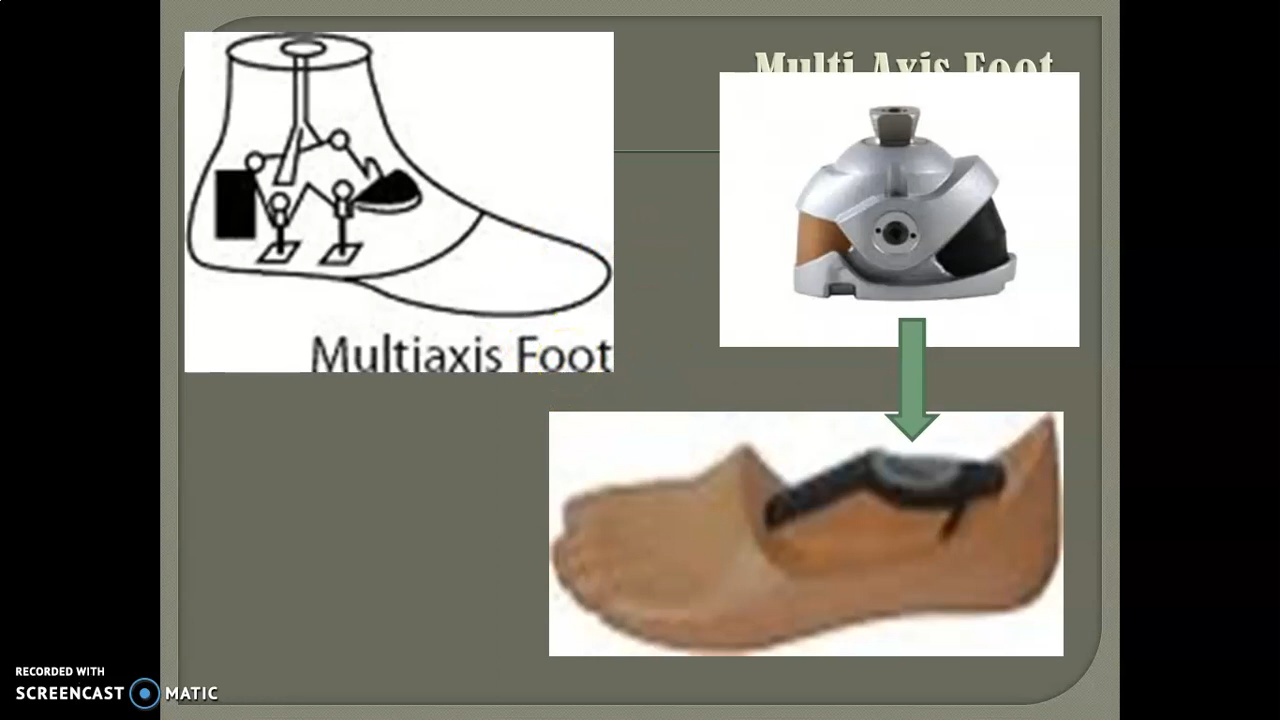 Multi Axis Foot
Multiaxis Foot
RECORDED WITH
SCREENCAST MATIC